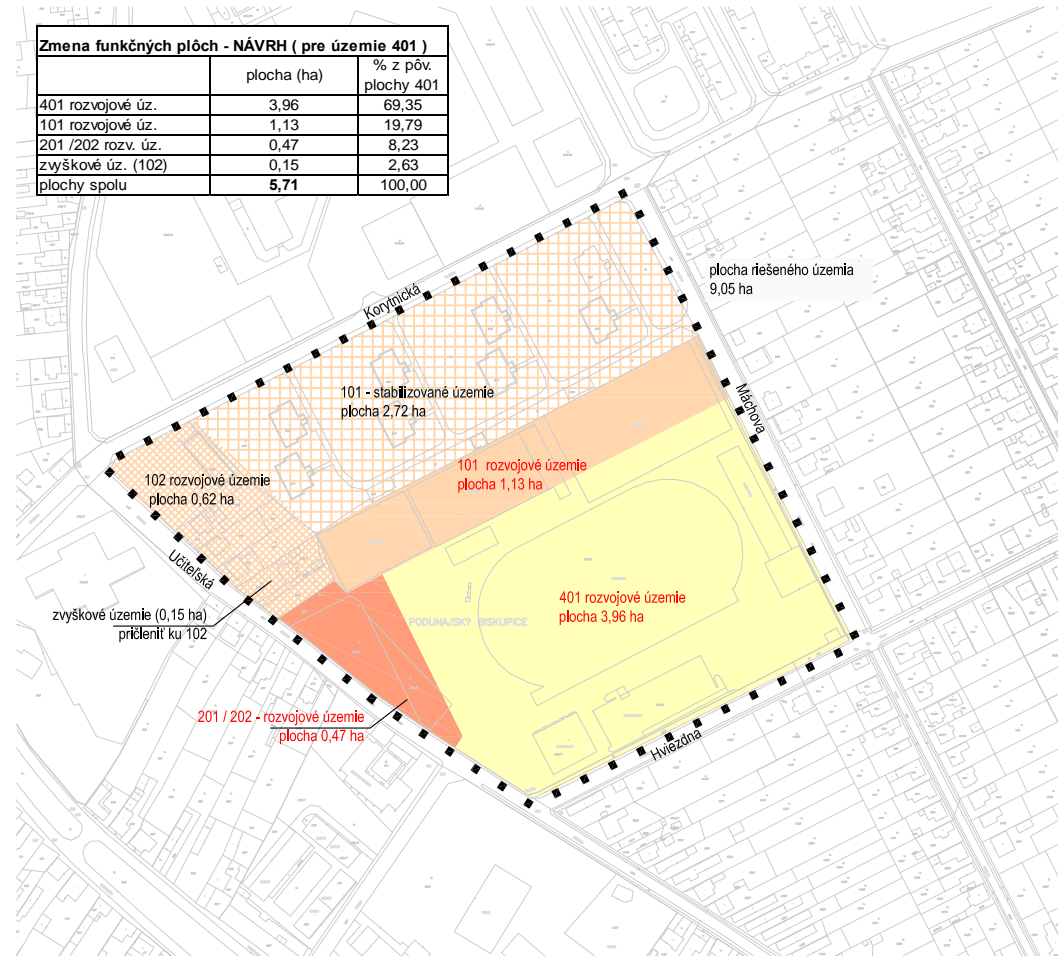 Zmena funkčných plôch - NÁVRH ( pre územie 401 )
plocha (ha)
% z pôv.
plochy 401
401 rozvojové úz. 3,96 69,35
101 rozvojové úz. 1,13 19,79
201 /202 rozv. úz. 0,47 8,23
zvyškové úz. (102) 0,15 2,63
plochy spolu 5,71 100,00
plocha riešeného územia
9,05 ha
Korytnická
101 - stabilizované územie
plocha 2,72 ha
Máchova
101 rozvojové územie
plocha 1,13 ha
102 rozvojové územie
plocha 0,62 ha
Učiteľská
401 rozvojové územie
plocha 3,96 ha
zvyškové územie (0,15 ha)
pričleniť ku 102
PODUNAJSK? BISKUPICE
201 / 202 - rozvojové územie
plocha 0,47 ha
Hviezdna